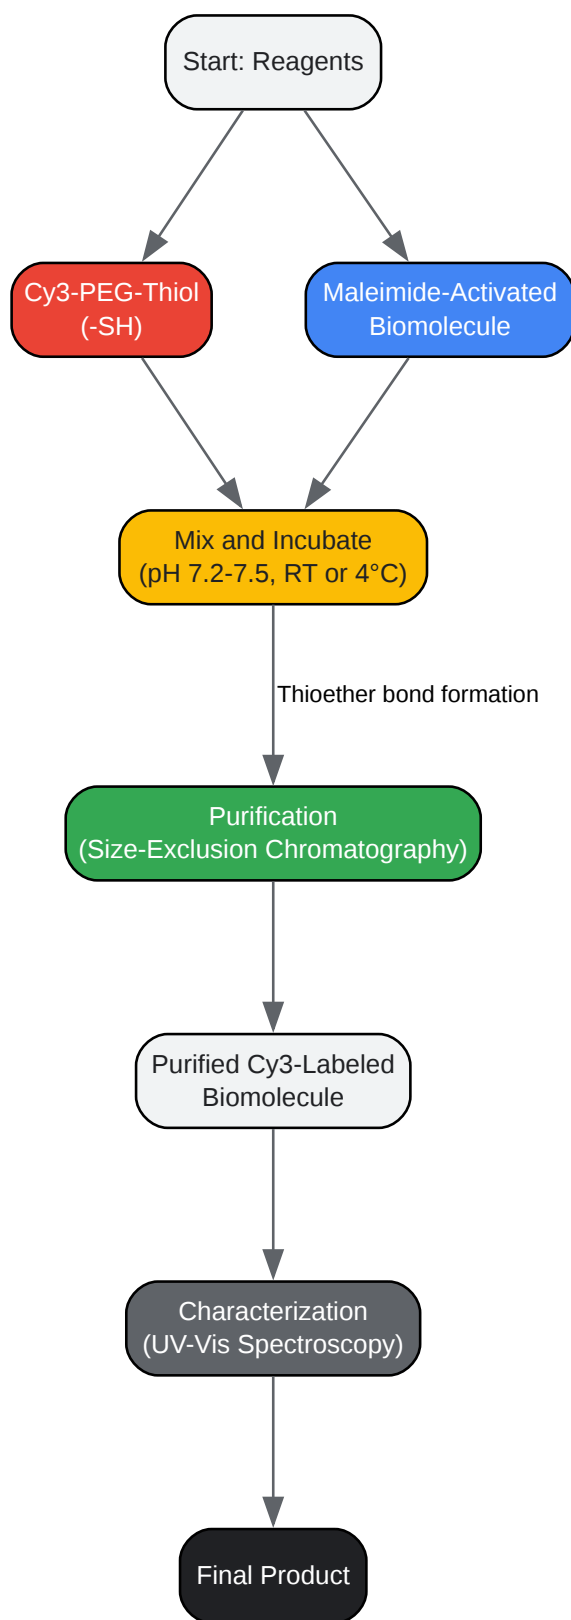 Start: Reagents
Cy3-PEG-Thiol
(-SH)
Maleimide-Activated
Biomolecule
Mix and Incubate
(pH 7.2-7.5, RT or 4°C)
Thioether bond formation
Purification
(Size-Exclusion Chromatography)
Purified Cy3-Labeled
Biomolecule
Characterization
(UV-Vis Spectroscopy)
Final Product